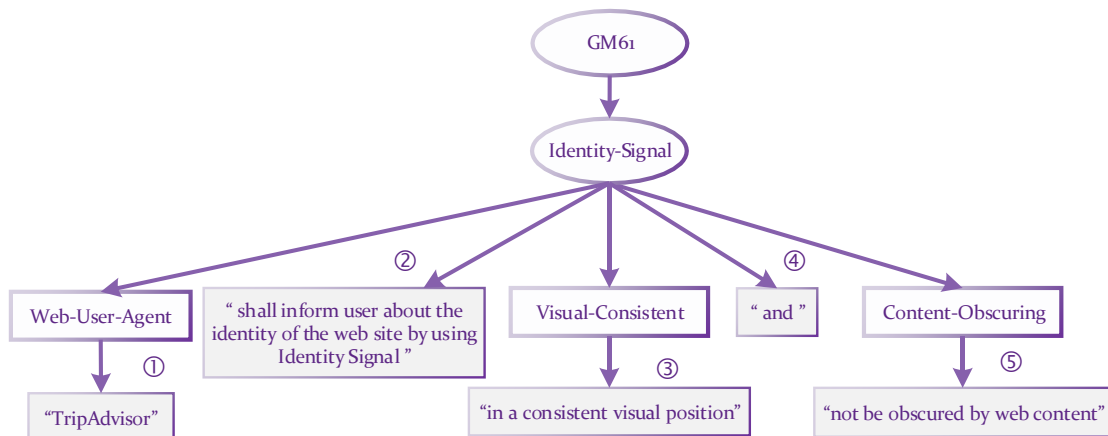 GM61
Identity-Signal
②
④
Web-User-Agent
“ shall inform user about the
identity of the web site by using
Identity Signal ”
Visual-Consistent
“ and ”
Content-Obscuring
①
③
⑤
“TripAdvisor”
“in a consistent visual position”
“not be obscured by web content”